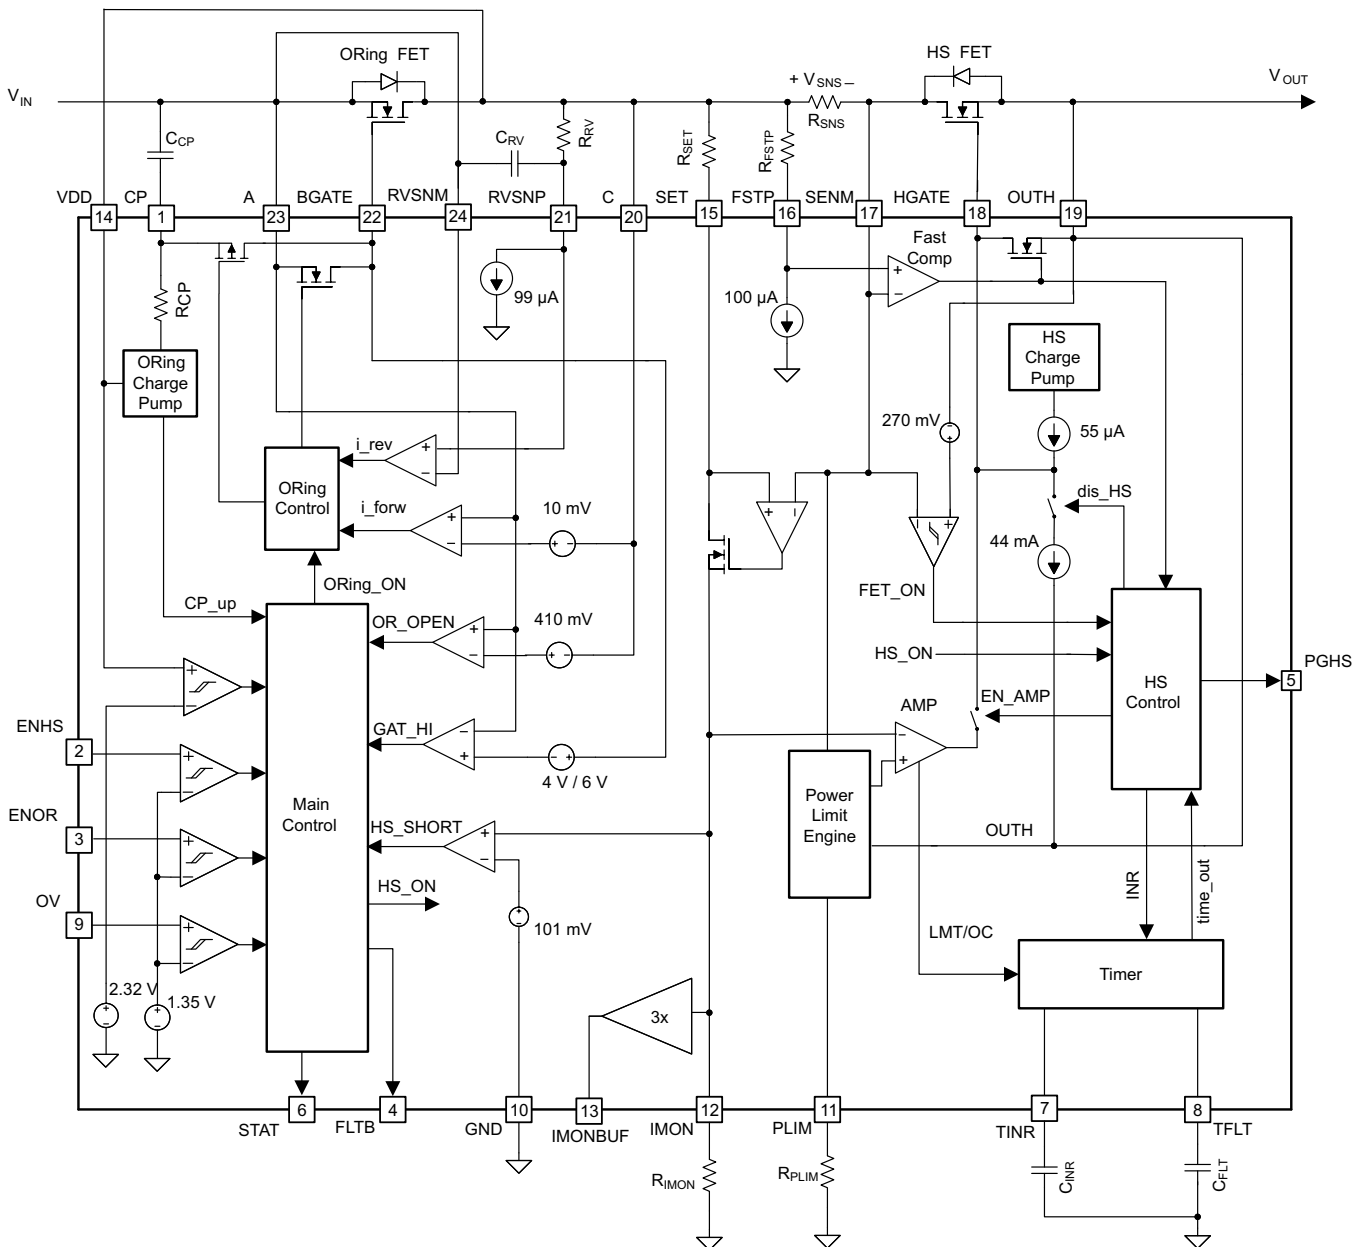 ORing FET
HS FET
+ VSNS –
VIN
VOUT
RSNS
CCP
CRV
RRV
RSET
RFSTP
VDD
CP
A
BGATE
RVSNM
RVSNP
C
SET
FSTP
SENM
HGATE
OUTH
14
1
23
22
24
21
20
15
16
17
18
19
Fast
Comp
99 µA
100 µA
RCP
HS
Charge
Pump
ORing
Charge
Pump
270 mV
55 µA
i_rev
ORing
Control
dis_HS
i_forw
10 mV
44 mA
FET_ON
ORing_ON
CP_up
OR_OPEN
410 mV
HS_ON
PGHS
5
HS
Control
EN_AMP
AMP
ENHS
2
GAT_HI
4 V / 6 V
Power
Limit
Engine
Main
Control
ENOR
3
HS_SHORT
OUTH
INR
time_out
HS_ON
OV
9
101 mV
LMT/OC
Timer
2.32 V
1.35 V
3x
6
4
10
13
12
11
7
8
STAT
FLTB
GND
IMONBUF
IMON
PLIM
TINR
TFLT
RIMON
RPLIM
CINR
CFLT